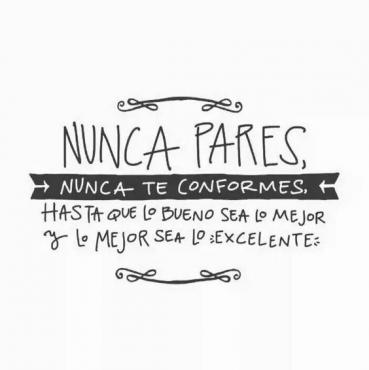 NUNCA PARES,
NUNCA TE CONFORMES,
HASTA QUE LO BUENO SEA LO MEJOR
Y LO MEJOR SEA LO EXCELENTE